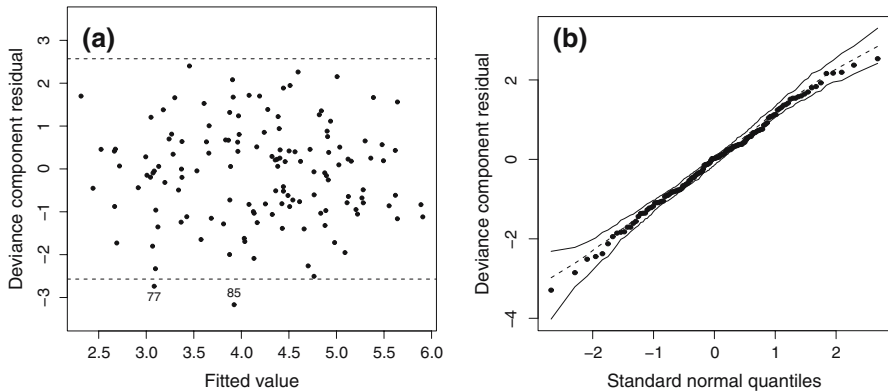 (a)
Deviance component residual
3
2
1
0
−1
−2
−3
77
85
2.5 3.0 3.5 4.0 4.5 5.0 5.5 6.0
Fitted value
(b)
Deviance component residual
2
0
−2
−4
−2 −1 0 1 2
Standard normal quantiles